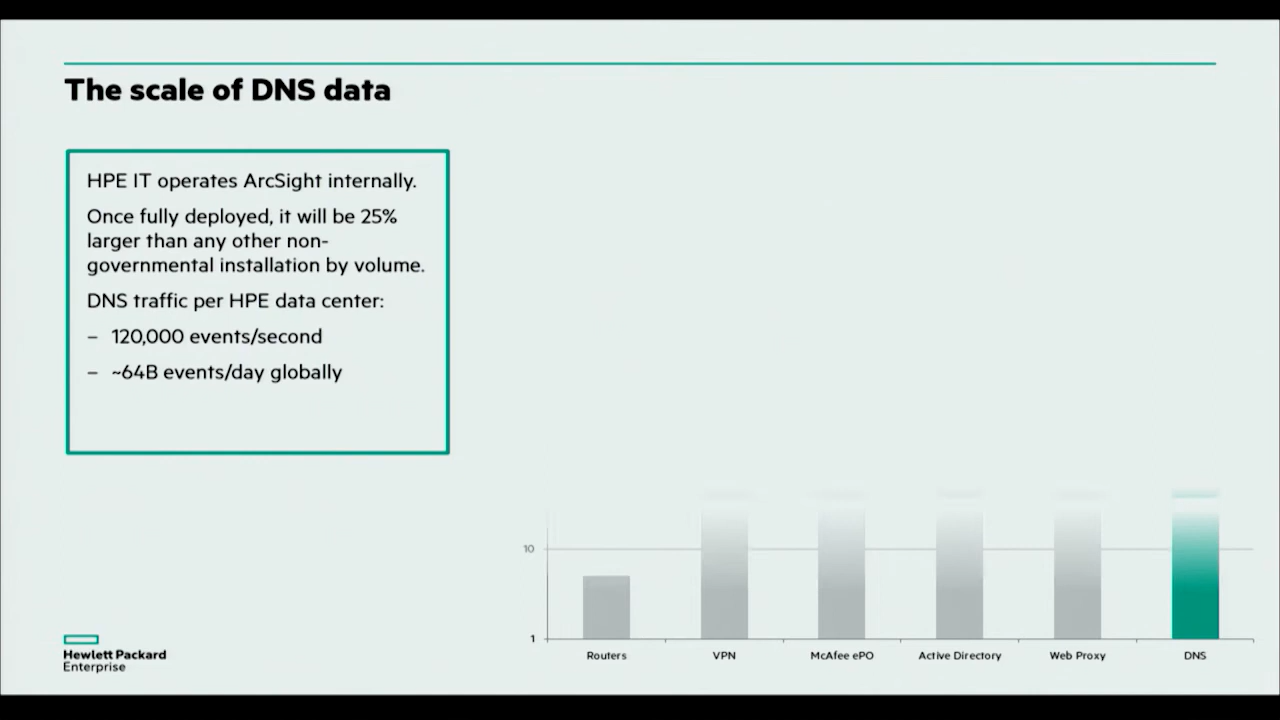 The scale of DNS data
HPE IT operates ArcSight internally.
Once fully deployed, it will be 25%
larger than any other non-
governmental installation by volume.
DNS traffic per HPE data center:
– 120,000 events/second
– ~64B events/day globally
10
1
Routers VPN McAfee ePO Active Directory Web Proxy DNS
Hewlett Packard
Enterprise